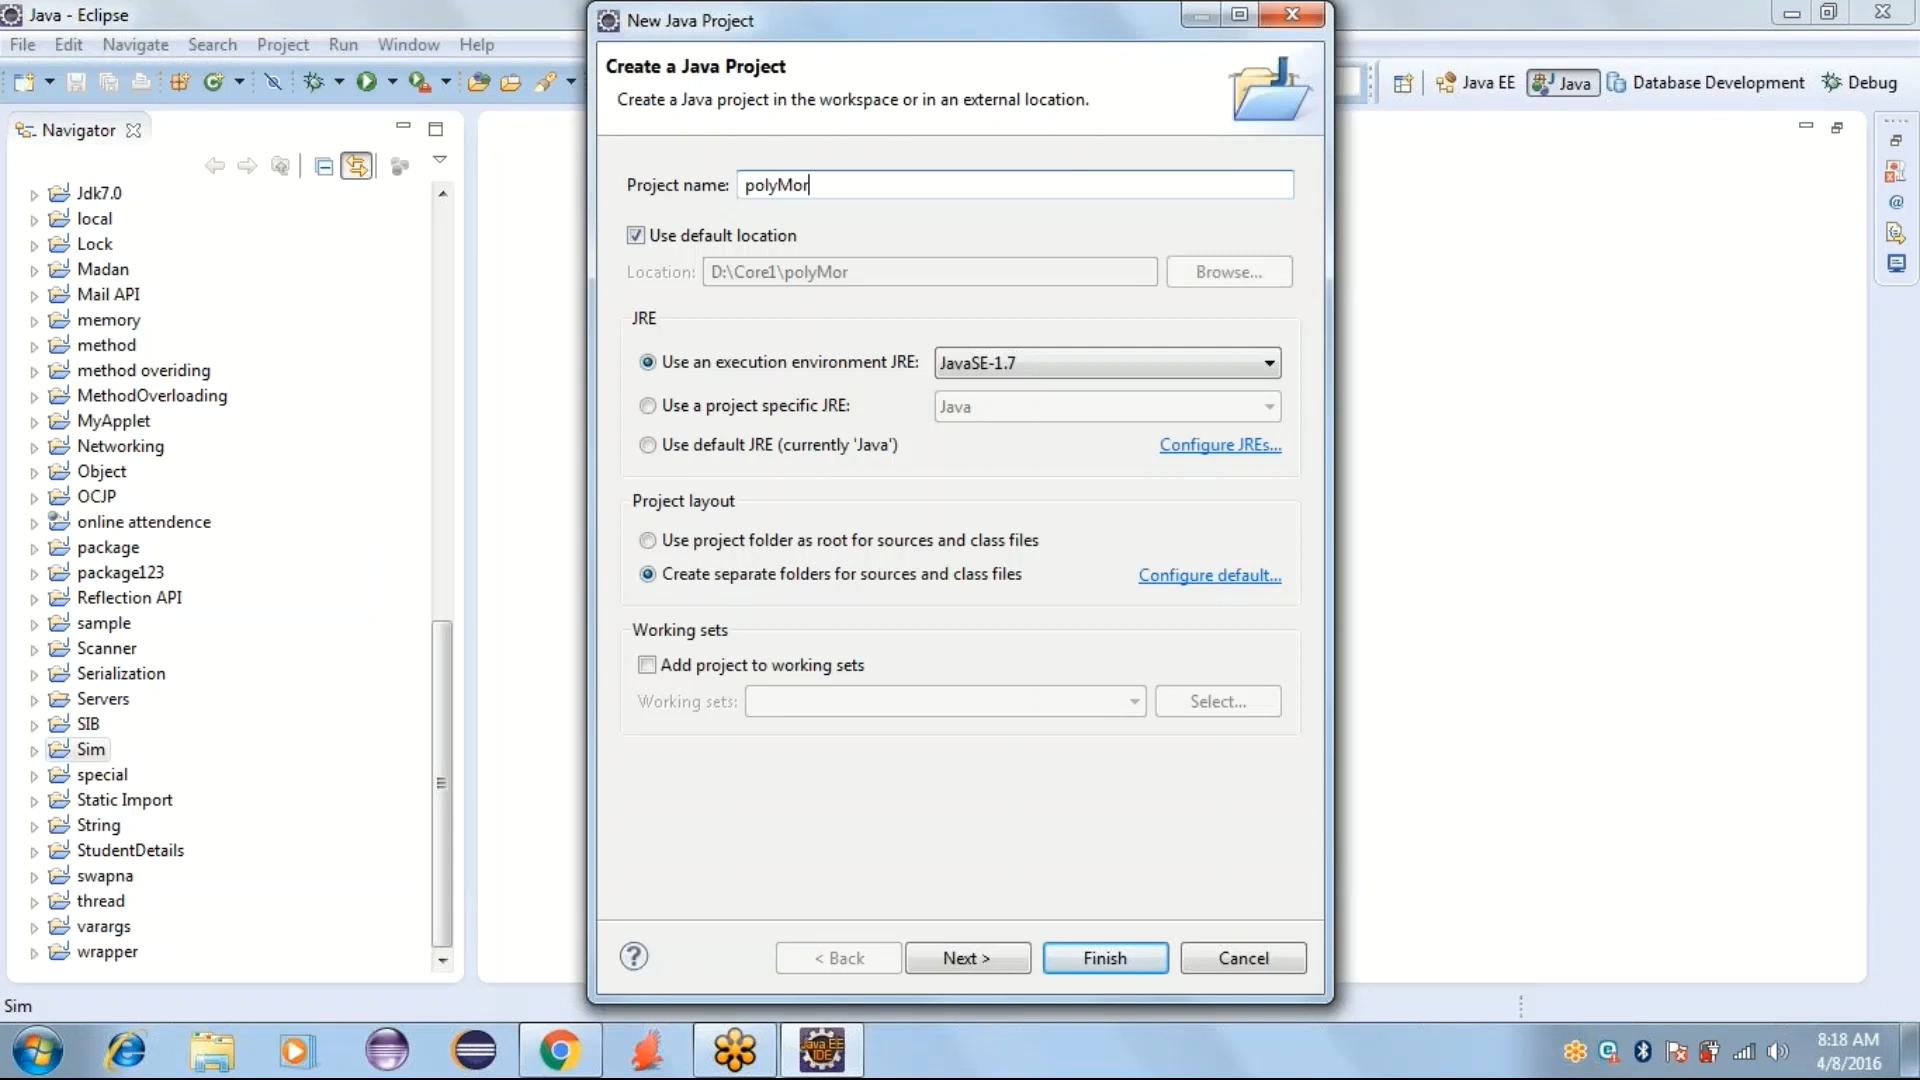 Java - Eclipse
File Edit Navigate Search Project Run Window Help
Java EE Java Database Development Debug
Navigator
Jdk7.0
local
Lock
Madan
Mail API
memory
method
method overiding
MethodOverloading
MyApplet
Networking
Object
OCJP
online attendence
package
package123
Reflection API
sample
Scanner
Serialization
Servers
SIB
Sim
special
Static Import
String
StudentDetails
swapna
thread
varargs
wrapper
Sim
New Java Project
Create a Java Project
Create a Java project in the workspace or in an external location.
Project name: polyMor
Use default location
Location: D:\Core1\polyMor Browse...
JRE
Use an execution environment JRE: JavaSE-1.7
Use a project specific JRE: Java
Use default JRE (currently 'Java') Configure JREs...
Project layout
Use project folder as root for sources and class files
Create separate folders for sources and class files Configure default...
Working sets
Add project to working sets
Working sets: Select...
< Back Next > Finish Cancel
Java EE
IDE
8:18 AM
4/8/2016